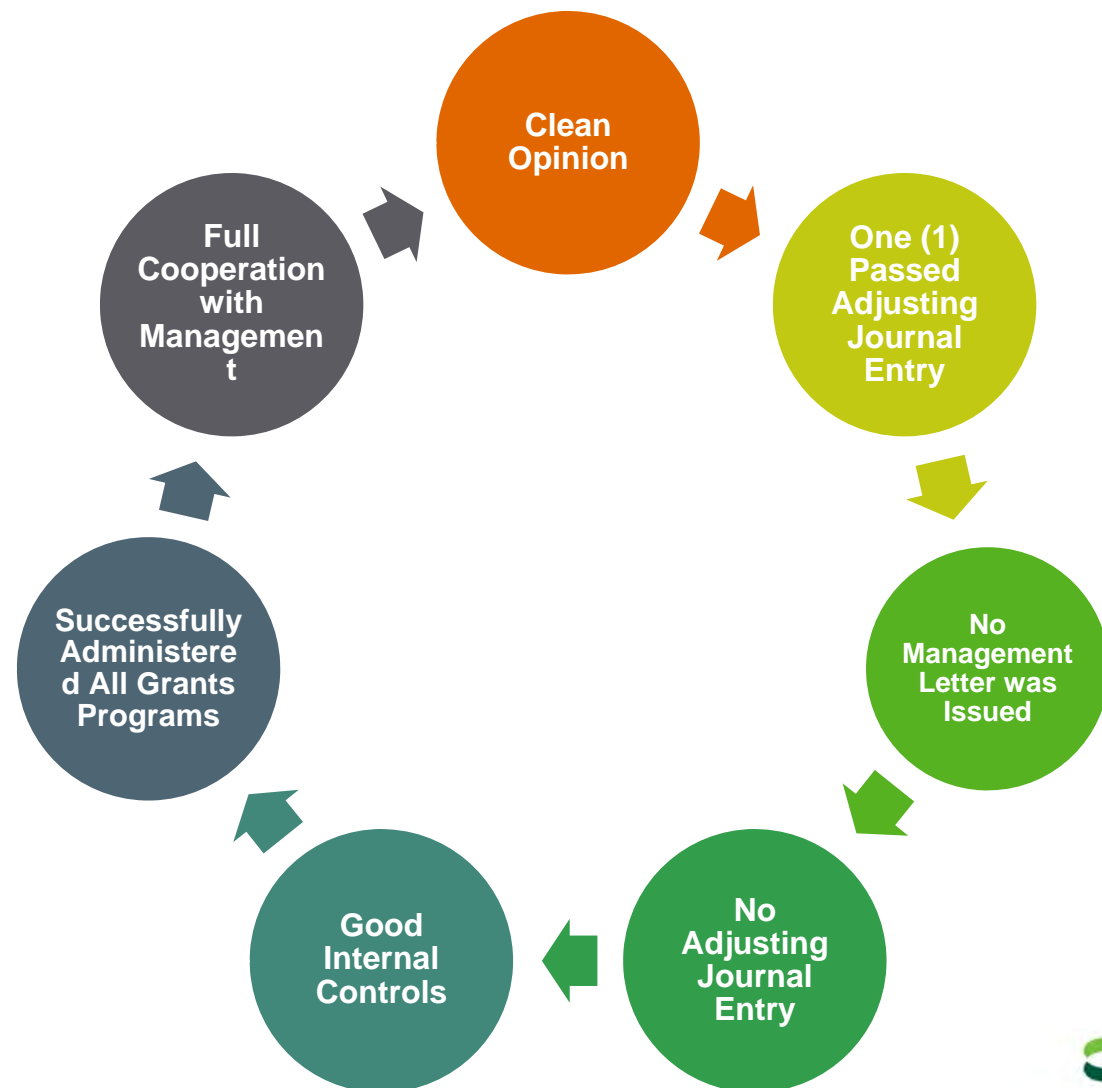 Clean
Opinion
One (1)
Passed
Adjusting
Journal
Entry
No
Management
Letter was
Issued
No
Adjusting
Journal
Entry
Good
Internal
Controls
Successfully
Administere
d All Grants
Programs
Full
Cooperation
with
Managemen
t